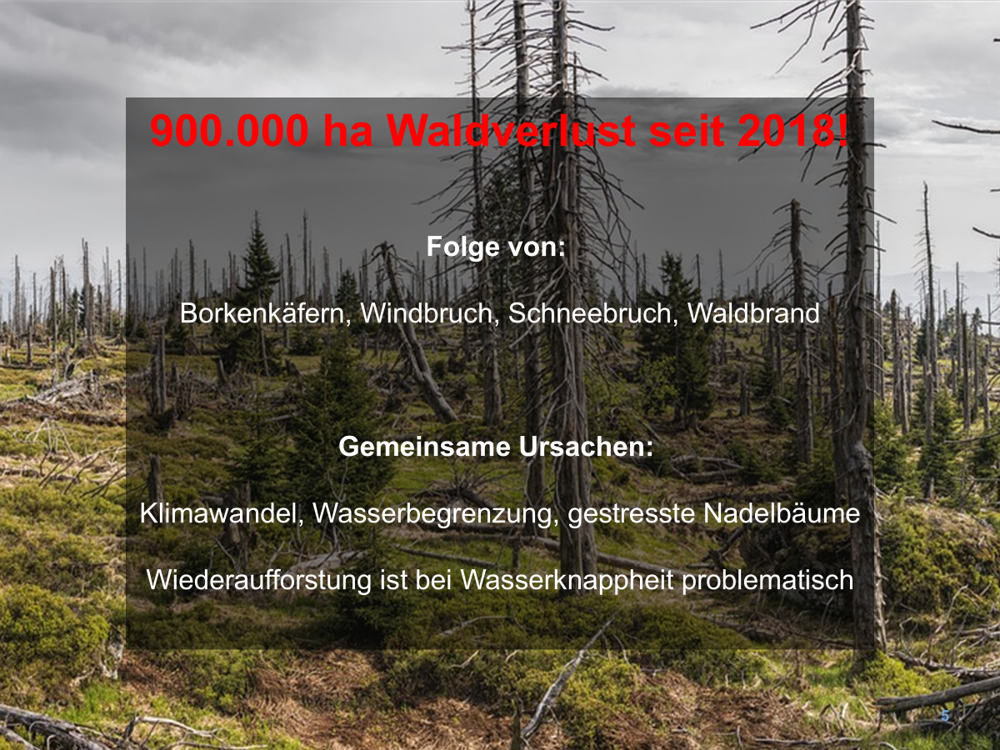 900.000 ha Waldverlust seit 2018!
Folge von:
Borkenkäfern, Windbruch, Schneebruch, Waldbrand
Gemeinsame Ursachen:
Klimawandel, Wasserbegrenzung, gestresste Nadelbäume
Wiederaufforstung ist bei Wasserknappheit problematisch
5